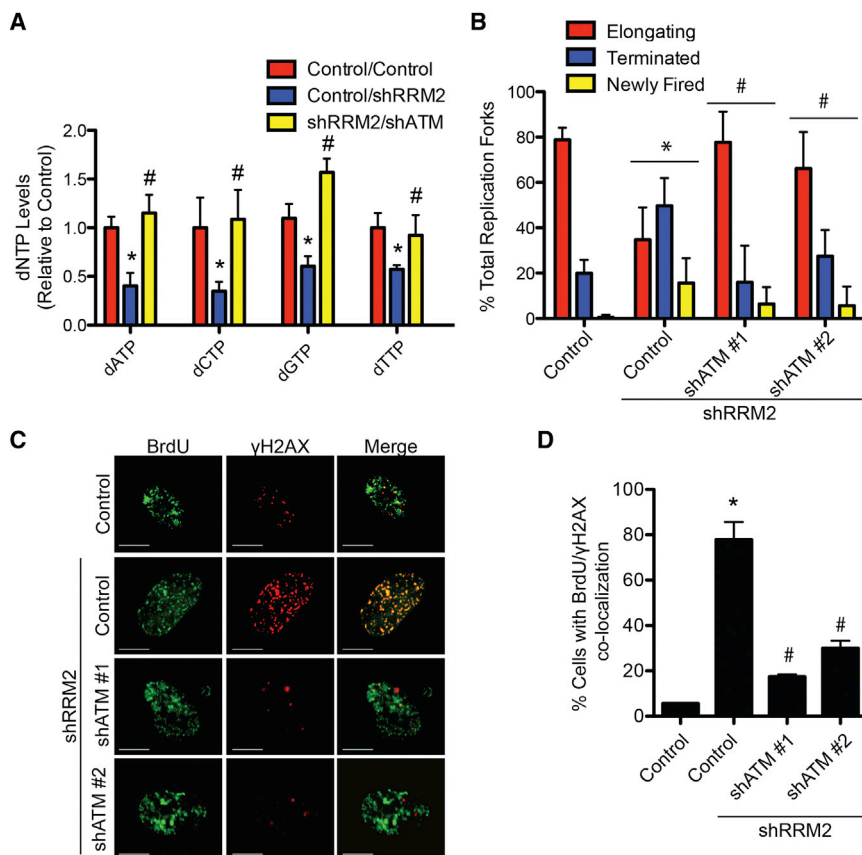 A
Control/Control
Control/shRRM2
shRRM2/shATM
dNTP Levels
(Relative to Control)
2.0
1.5
1.0
0.5
0.0
* # * # * # * #
dATP dCTP dGTP dTTP
B
Elongating
Terminated
Newly Fired
% Total Replication Forks
100
80
60
40
20
0
* # #
Control Control shATM #1 shATM #2
shRRM2
C
BrdU γH2AX Merge
Control
Control
shATM #1
shATM #2
shRRM2
D
% Cells with BrdU/γH2AX
co-localization
100
80
60
40
20
0
* # #
Control Control shATM #1 shATM #2
shRRM2